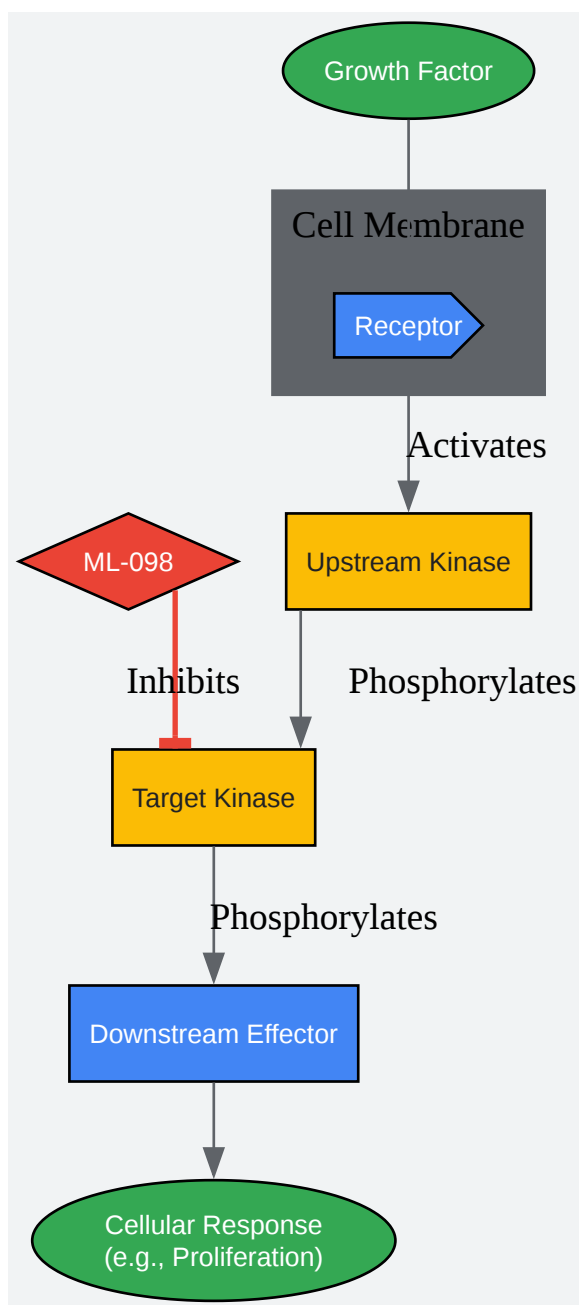 Growth Factor
Cell Membrane
Receptor
Activates
ML-098
Upstream Kinase
Inhibits
Phosphorylates
Target Kinase
Phosphorylates
Downstream Effector
Cellular Response
(e.g., Proliferation)